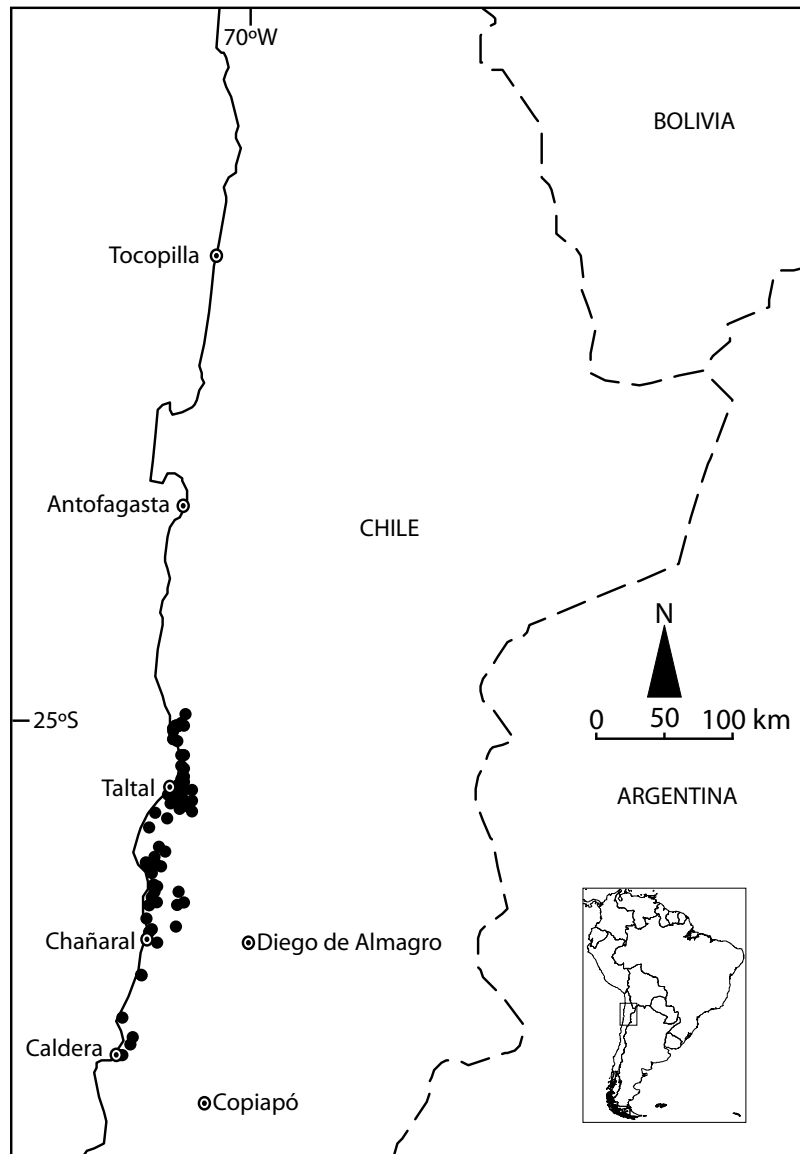 70ºW
BOLIVIA
Tocopilla
Antofagasta
CHILE
N
0 50 100 km
25ºS
Taltal
ARGENTINA
Chañaral
Diego de Almagro
Caldera
Copiapó